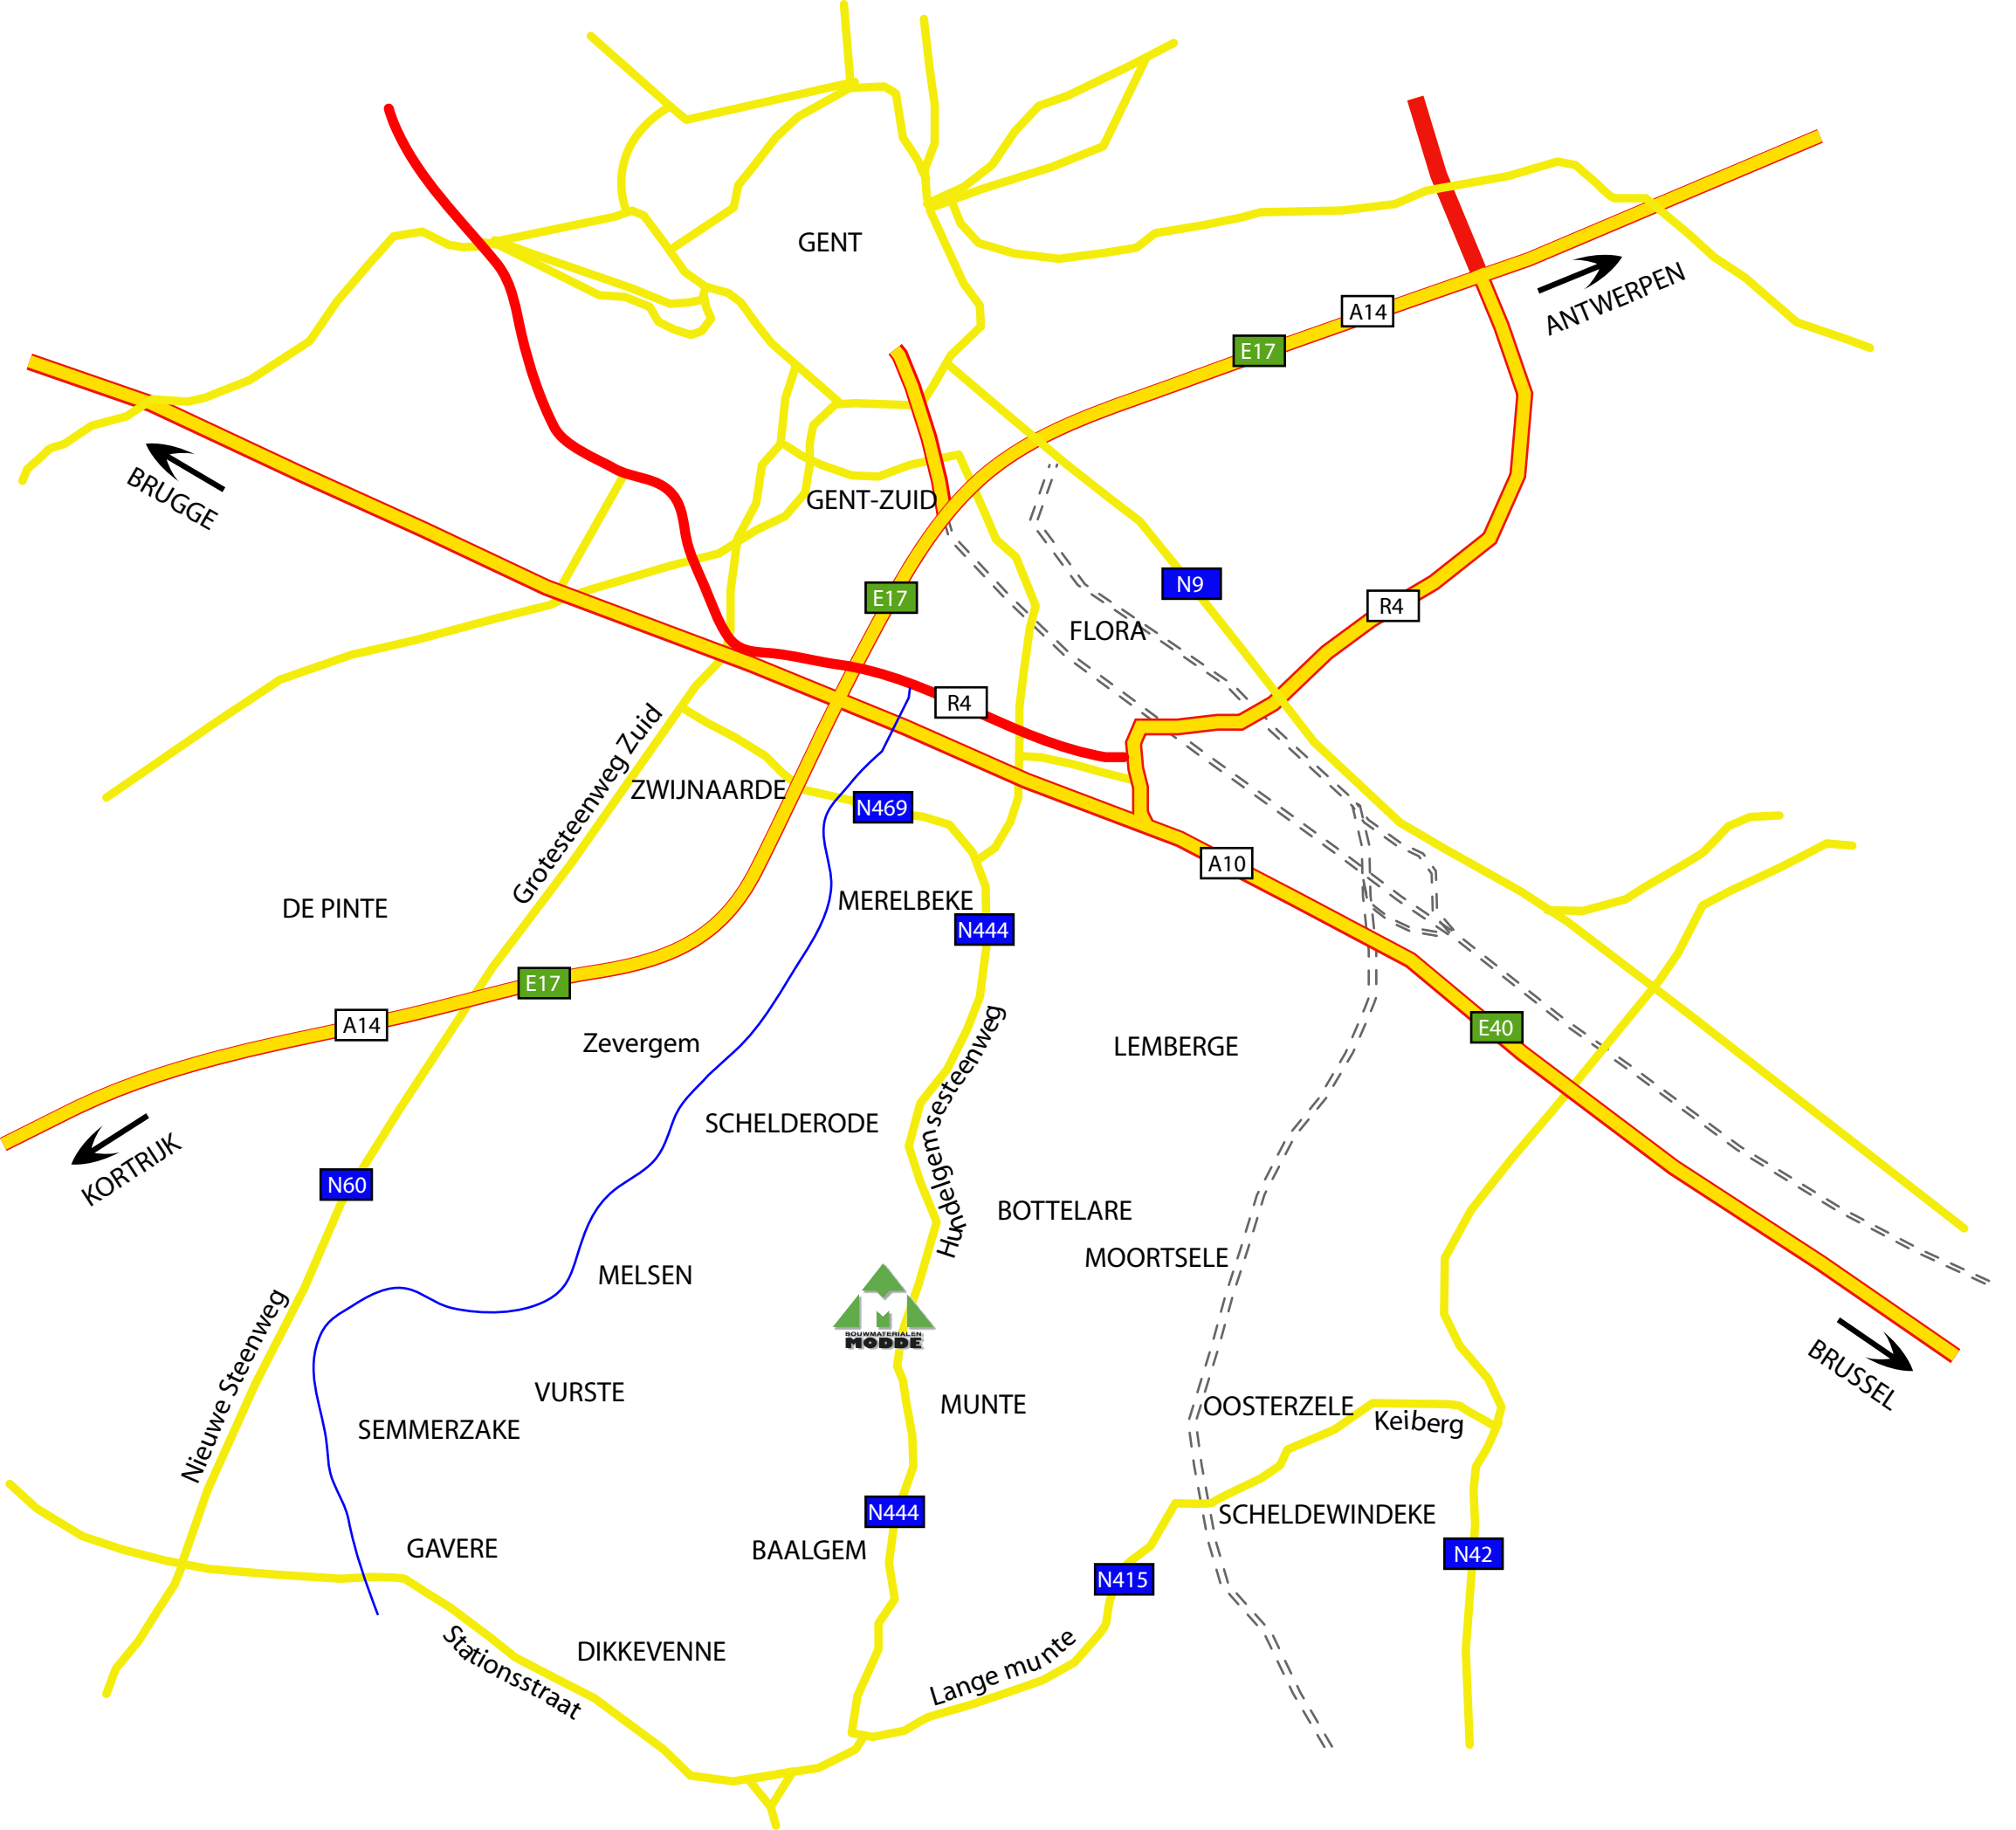 GENT
ANTWERPEN
A14
E17
BRUGGE
GENT-ZUID
N9
E17
R4
FLORA
R4
Grotesteenweg Zuid
ZWIJNAARDE
N469
A10
DE PINTE
MERELBEKE
N444
E17
A14
E40
Zevergem
LEMBERGE
Hundelgemsesteenweg
SCHELDERODE
KORTRIJK
N60
BOTTELARE
MOORTSELE
MELSEN
BOUWMATERIALEN
MODDE
Nieuwe Steenweg
BRUSSEL
VURSTE
MUNTE
OOSTERZELE
Keiberg
SEMMERZAKE
N444
SCHELDEWINDEKE
GAVERE
BAALGEM
N42
N415
Stationsstraat
DIKKEVENNE
Lange munte